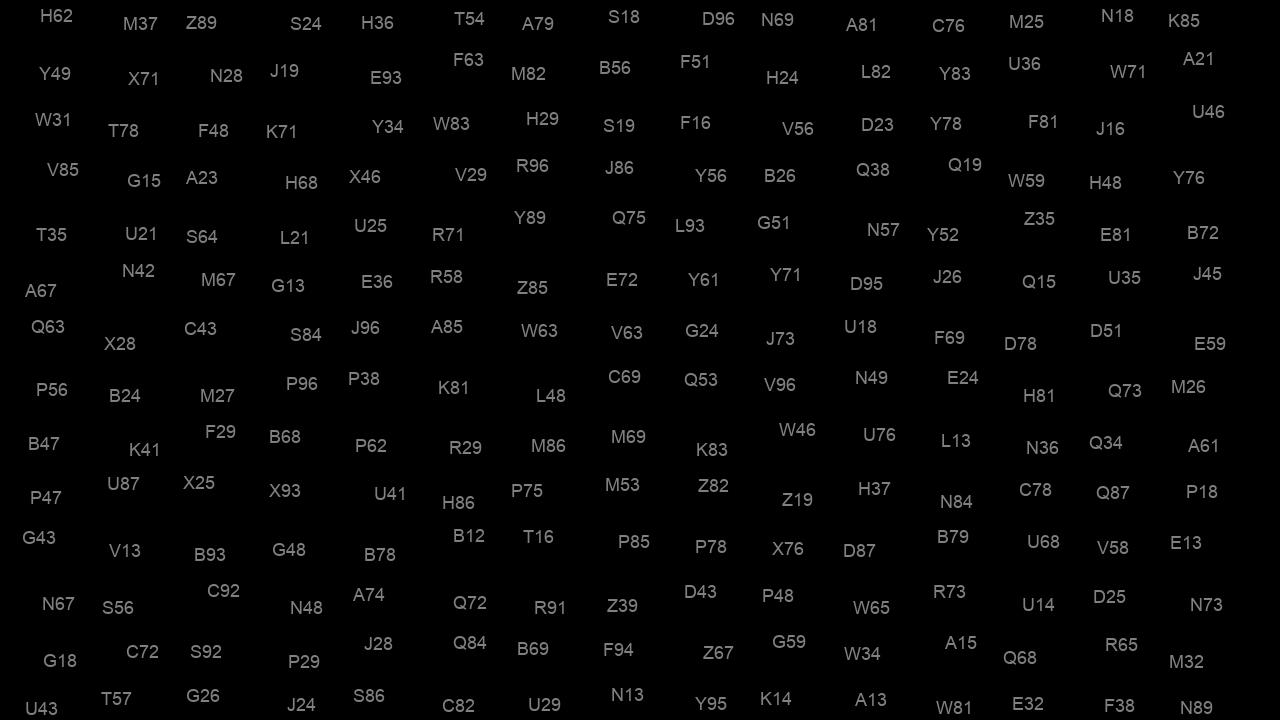 H62 M37 Z89 S24 H36 T54 A79 S18 D96 N69 A81 C76 M25 N18 K85
Y49 X71 N28 J19 E93 F63 M82 B56 F51 H24 L82 Y83 U36 W71 A21
W31 T78 F48 K71 Y34 W83 H29 S19 F16 V56 D23 Y78 F81 J16 U46
V85 G15 A23 H68 X46 V29 R96 J86 Y56 B26 Q38 Q19 W59 H48 Y76
T35 U21 S64 L21 U25 R71 Y89 Q75 L93 G51 N57 Y52 Z35 E81 B72
A67 N42 M67 G13 E36 R58 Z85 E72 Y61 Y71 D95 J26 Q15 U35 J45
Q63 X28 C43 S84 J96 A85 W63 V63 G24 J73 U18 F69 D78 D51 E59
P56 B24 M27 P96 P38 K81 L48 C69 Q53 V96 N49 E24 H81 Q73 M26
B47 K41 F29 B68 P62 R29 M86 M69 K83 W46 U76 L13 N36 Q34 A61
P47 U87 X25 X93 U41 H86 P75 M53 Z82 Z19 H37 N84 C78 Q87 P18
G43 V13 B93 G48 B78 B12 T16 P85 P78 X76 D87 B79 U68 V58 E13
N67 S56 C92 N48 A74 Q72 R91 Z39 D43 P48 W65 R73 U14 D25 N73
G18 C72 S92 P29 J28 Q84 B69 F94 Z67 G59 W34 A15 Q68 R65 M32
U43 T57 G26 J24 S86 C82 U29 N13 Y95 K14 A13 W81 E32 F38 N89